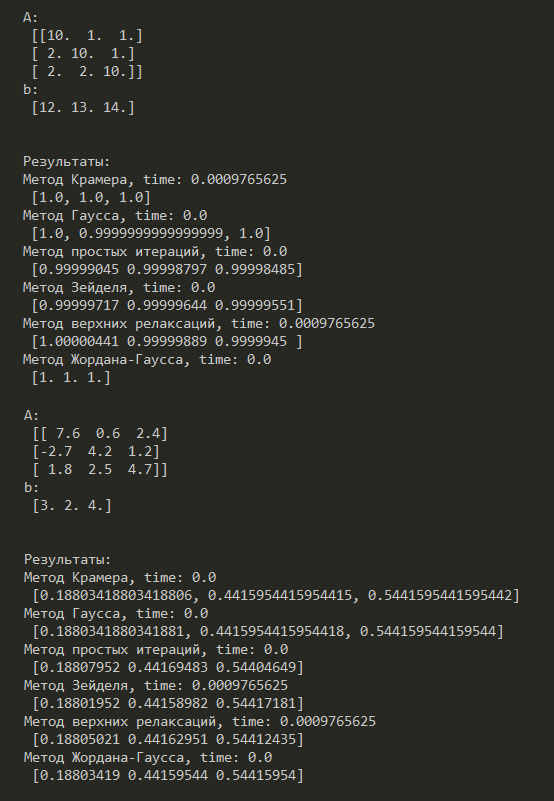 A:
[[10.  1.  1.]
[ 2. 10.  1.]
[ 2.  2. 10.]]
b:
[12. 13. 14.]
Результаты:
Метод Крамера, time: 0.0009765625
[1.0, 1.0, 1.0]
Метод Гаусса, time: 0.0
[1.0, 0.9999999999999999, 1.0]
Метод простых итераций, time: 0.0
[0.99999045 0.99998797 0.99998485]
Метод Зейделя, time: 0.0
[0.99999717 0.99999644 0.99999551]
Метод верхних релаксаций, time: 0.0009765625
[1.00000441 0.99999889 0.9999945 ]
Метод Жордана-Гаусса, time: 0.0
[1. 1. 1.]
A:
[[ 7.6  0.6  2.4]
[-2.7  4.2  1.2]
[ 1.8  2.5  4.7]]
b:
[3. 2. 4.]
Результаты:
Метод Крамера, time: 0.0
[0.18803418803418806, 0.4415954415954415, 0.5441595441595442]
Метод Гаусса, time: 0.0
[0.1880341880341881, 0.4415954415954418, 0.544159544159544]
Метод простых итераций, time: 0.0
[0.18807952 0.44169483 0.54404649]
Метод Зейделя, time: 0.0009765625
[0.18801952 0.44158982 0.54417181]
Метод верхних релаксаций, time: 0.0009765625
[0.18805021 0.44162951 0.54412435]
Метод Жордана-Гаусса, time: 0.0
[0.18803419 0.44159544 0.54415954]